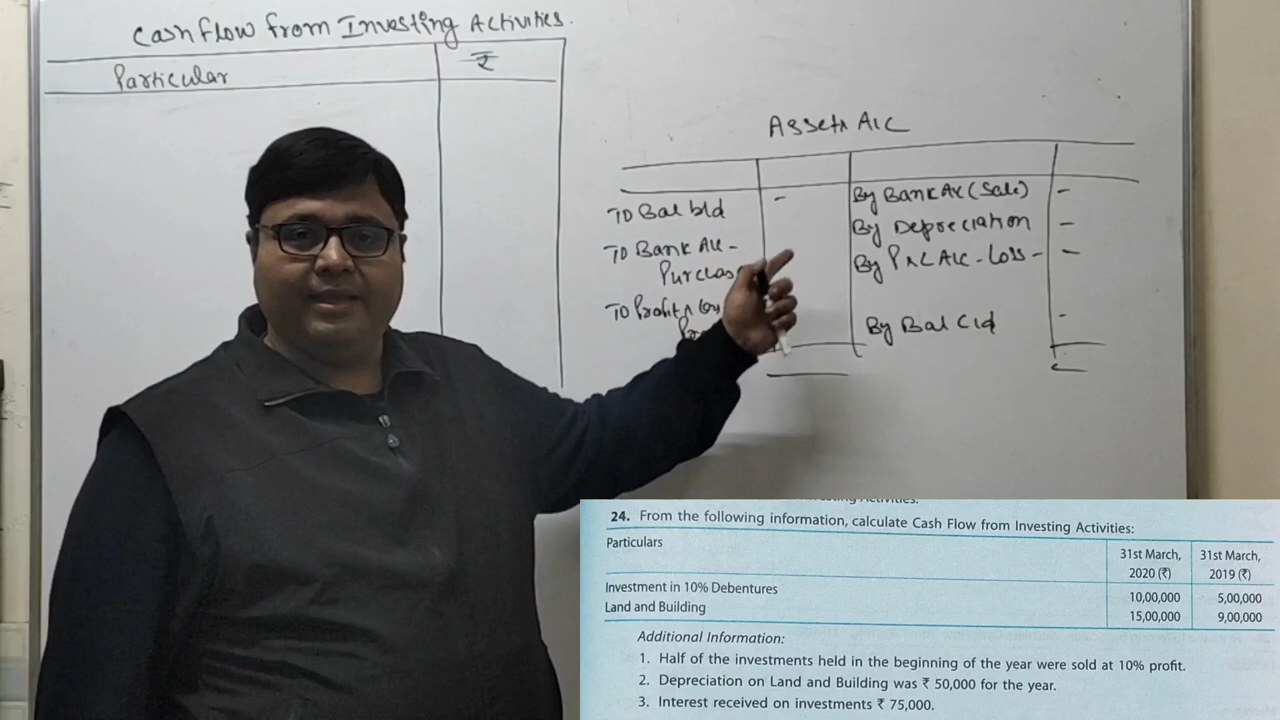 Cash flow from Investing Activities.
Particular ₹
Assets A/c
To Bal b/d - By Bank A/c (Sale) -
To Bank A/c - By Depreciation -
By P&L A/c - Loss - -
To Profit & By Bal c/d -
24. From the following information, calculate Cash Flow from Investing Activities:
Particulars 31st March, 2020 (₹) 31st March, 2019 (₹)
Investment in 10% Debentures 10,00,000 5,00,000
Land and Building 15,00,000 9,00,000
Additional Information:
1. Half of the investments held in the beginning of the year were sold at 10% profit.
2. Depreciation on Land and Building was ₹ 50,000 for the year.
3. Interest received on investments ₹ 75,000.